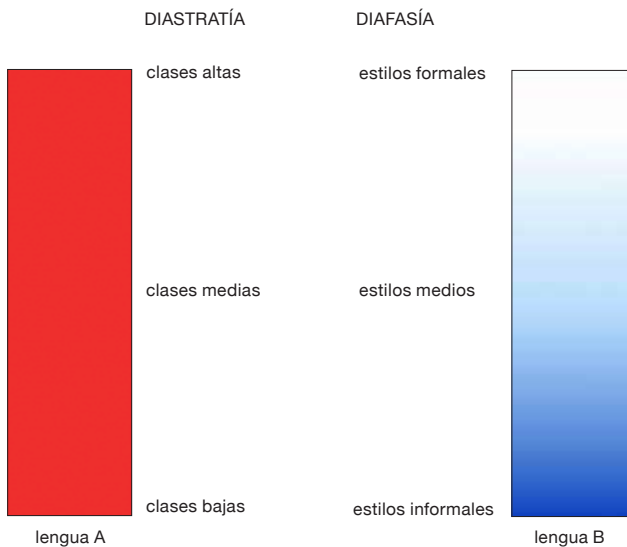 DIASTRATÍA DIAFASÍA
clases altas estilos formales
clases medias estilos medios
clases bajas estilos informales
lengua A lengua B